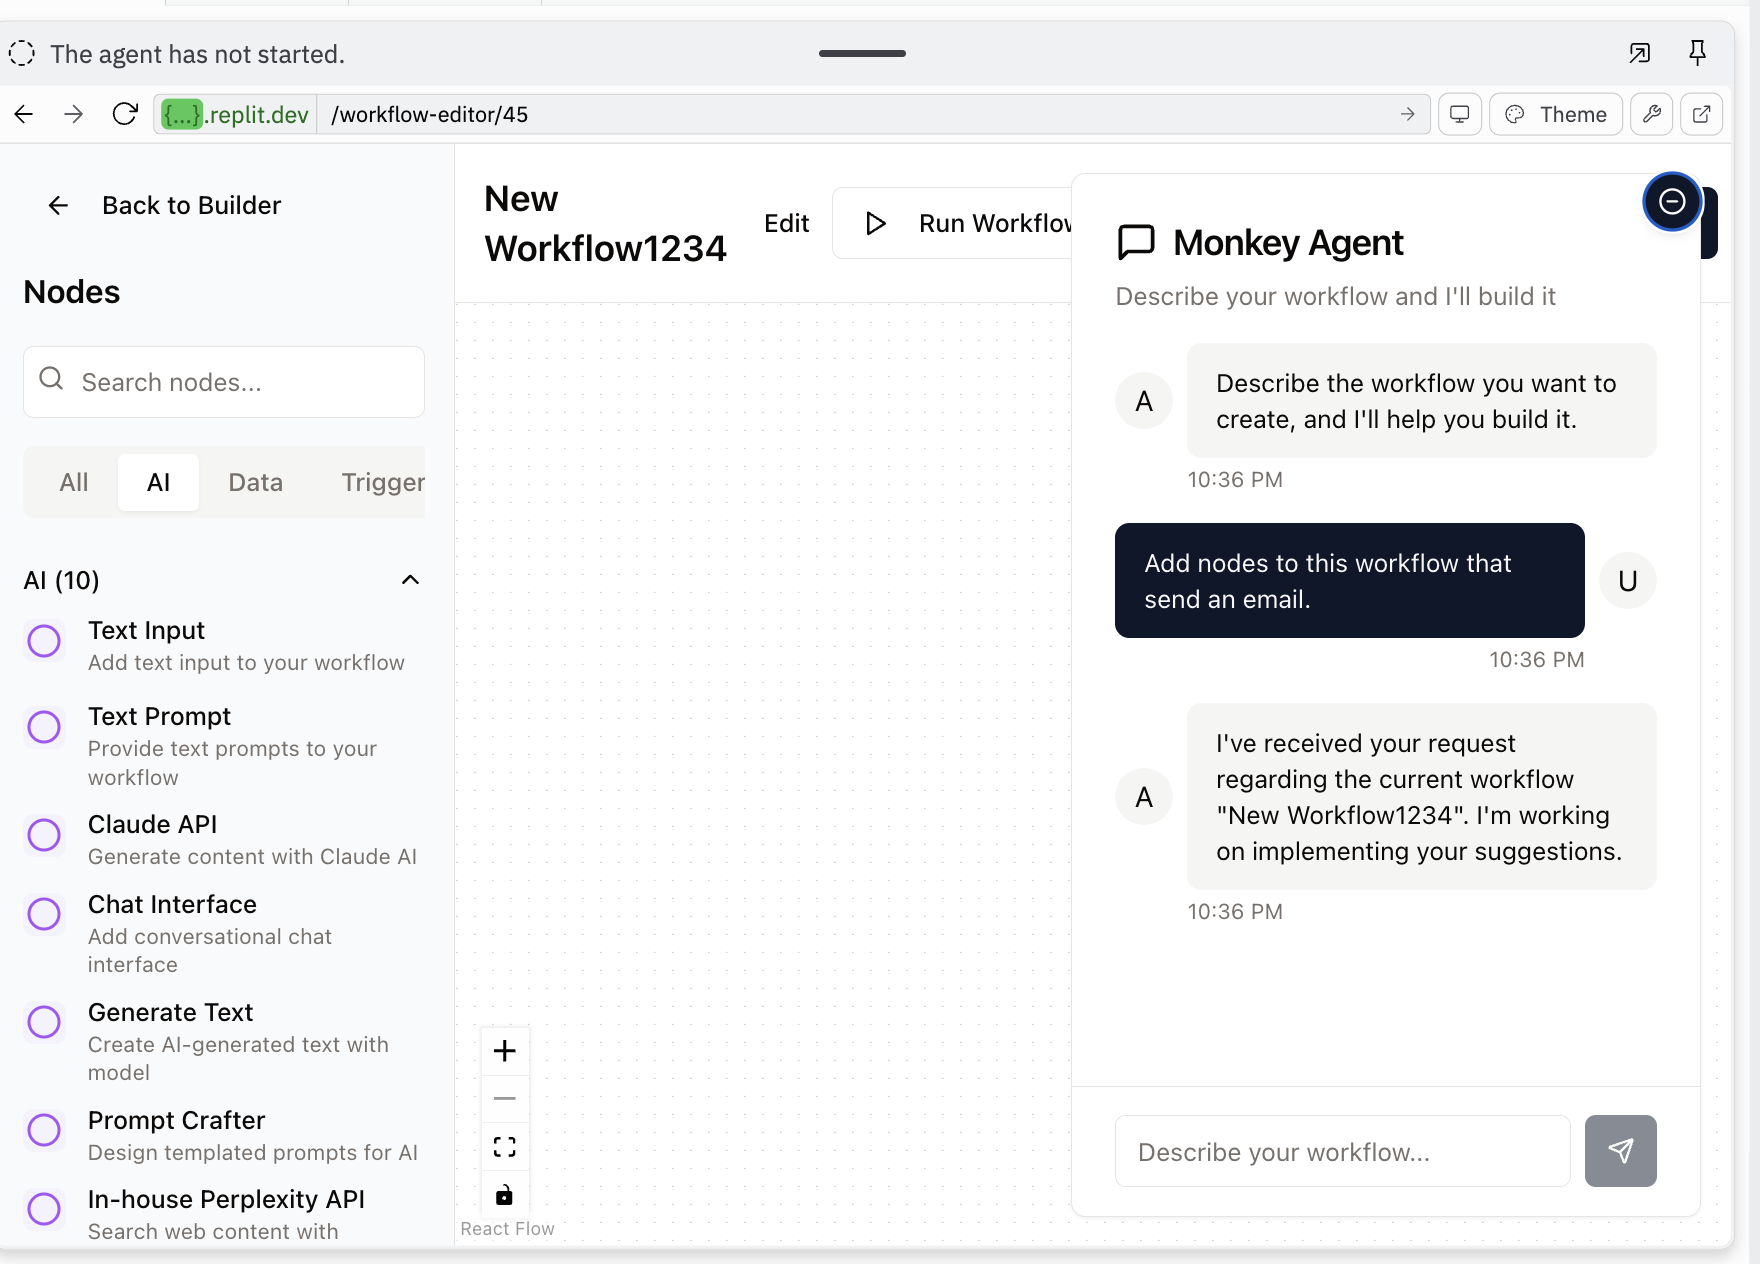 The agent has not started.
{...}.replit.dev /workflow-editor/45
Theme
Back to Builder
Nodes
Search nodes...
All AI Data Trigger
AI (10)
Text Input
Add text input to your workflow
Text Prompt
Provide text prompts to your
workflow
Claude API
Generate content with Claude AI
Chat Interface
Add conversational chat
interface
Generate Text
Create AI-generated text with
model
Prompt Crafter
Design templated prompts for AI
In-house Perplexity API
Search web content with
New
Workflow1234
Edit
Run Workflow
React Flow
Monkey Agent
Describe your workflow and I'll build it
A
Describe the workflow you want to
create, and I'll help you build it.
10:36 PM
Add nodes to this workflow that
send an email.
U
10:36 PM
A
I've received your request
regarding the current workflow
"New Workflow1234". I'm working
on implementing your suggestions.
10:36 PM
Describe your workflow...